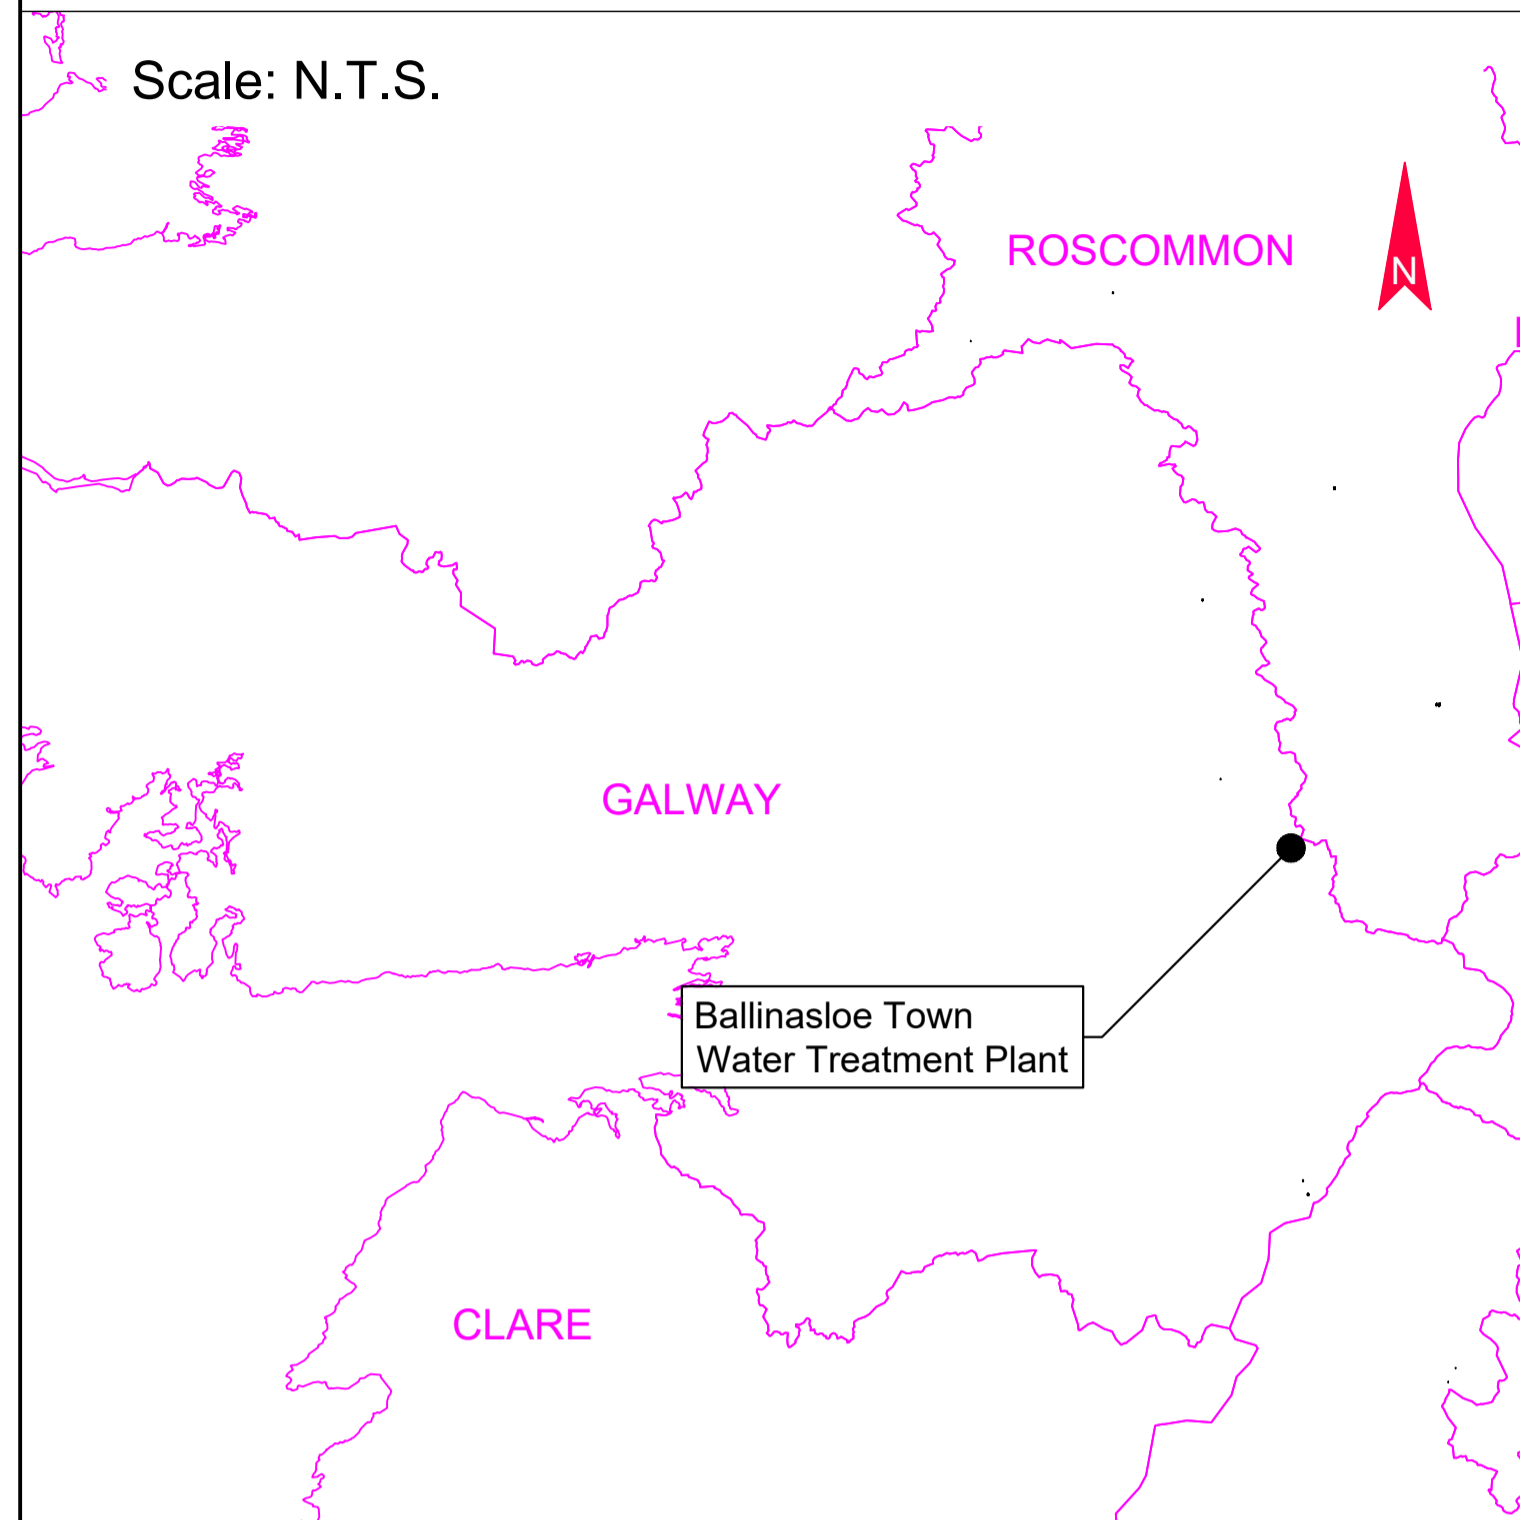 Scale: N.T.S.
ROSCOMMON
N
GALWAY
Ballinasloe Town
Water Treatment Plant
CLARE